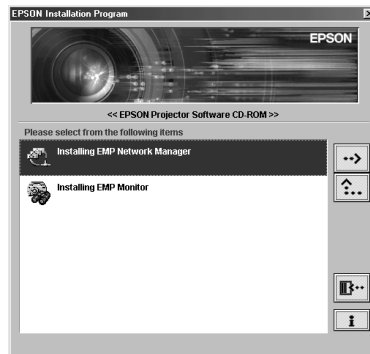 EPSON Installation Program
EPSON
<< EPSON Projector Software CD-ROM >>
Please select from the following items
Installing EMP Network Manager
Installing EMP Monitor